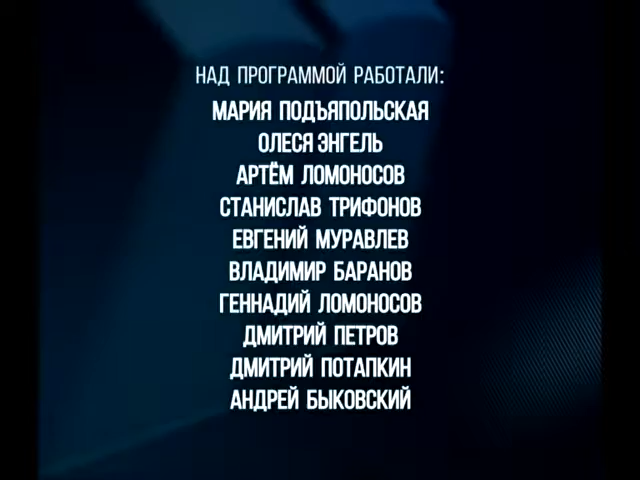 НАД ПРОГРАММОЙ РАБОТАЛИ:
МАРИЯ ПОДЪЯПОЛЬСКАЯ
ОЛЕСЯ ЭНГЕЛЬ
АРТЁМ ЛОМОНОСОВ
СТАНИСЛАВ ТРИФОНОВ
ЕВГЕНИЙ МУРАВЛЕВ
ВЛАДИМИР БАРАНОВ
ГЕННАДИЙ ЛОМОНОСОВ
ДМИТРИЙ ПЕТРОВ
ДМИТРИЙ ПОТАПКИН
АНДРЕЙ БЫКОВСКИЙ